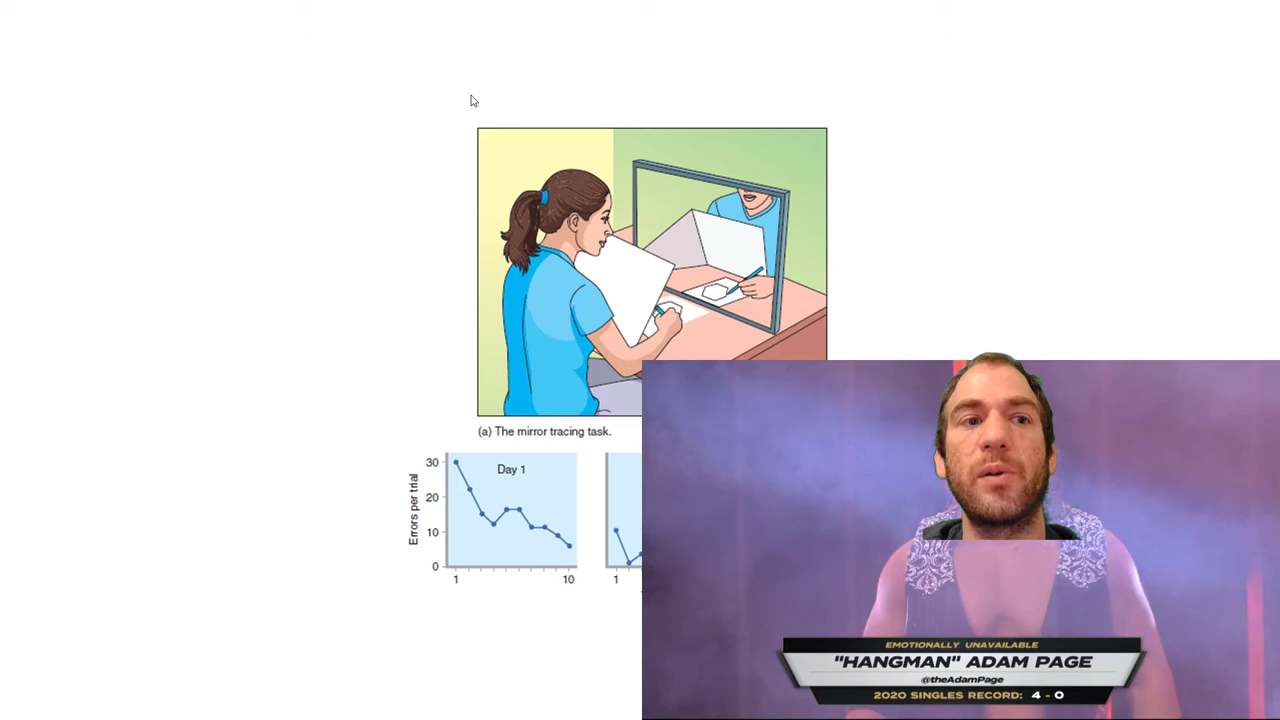 (a) The mirror tracing task.
Errors per trial
30
20
10
0
Day 1
1
10
1
EMOTIONALLY UNAVAILABLE
"HANGMAN" ADAM PAGE
@theAdamPage
2020 SINGLES RECORD: 4 - 0